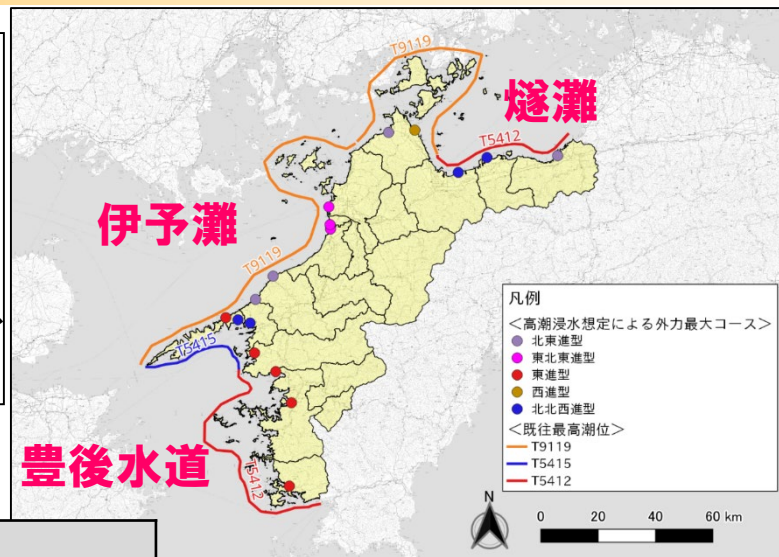 T9119
燧灘
T5412
伊予灘
T9119
T5415
豊後水道
T5412
凡例
＜高潮浸水想定による外力最大コース＞
北東進型
東北東進型
東進型
西進型
北北西進型
＜既往最高潮位＞
T9119
T5415
T5412
N
0 20 40 60 km